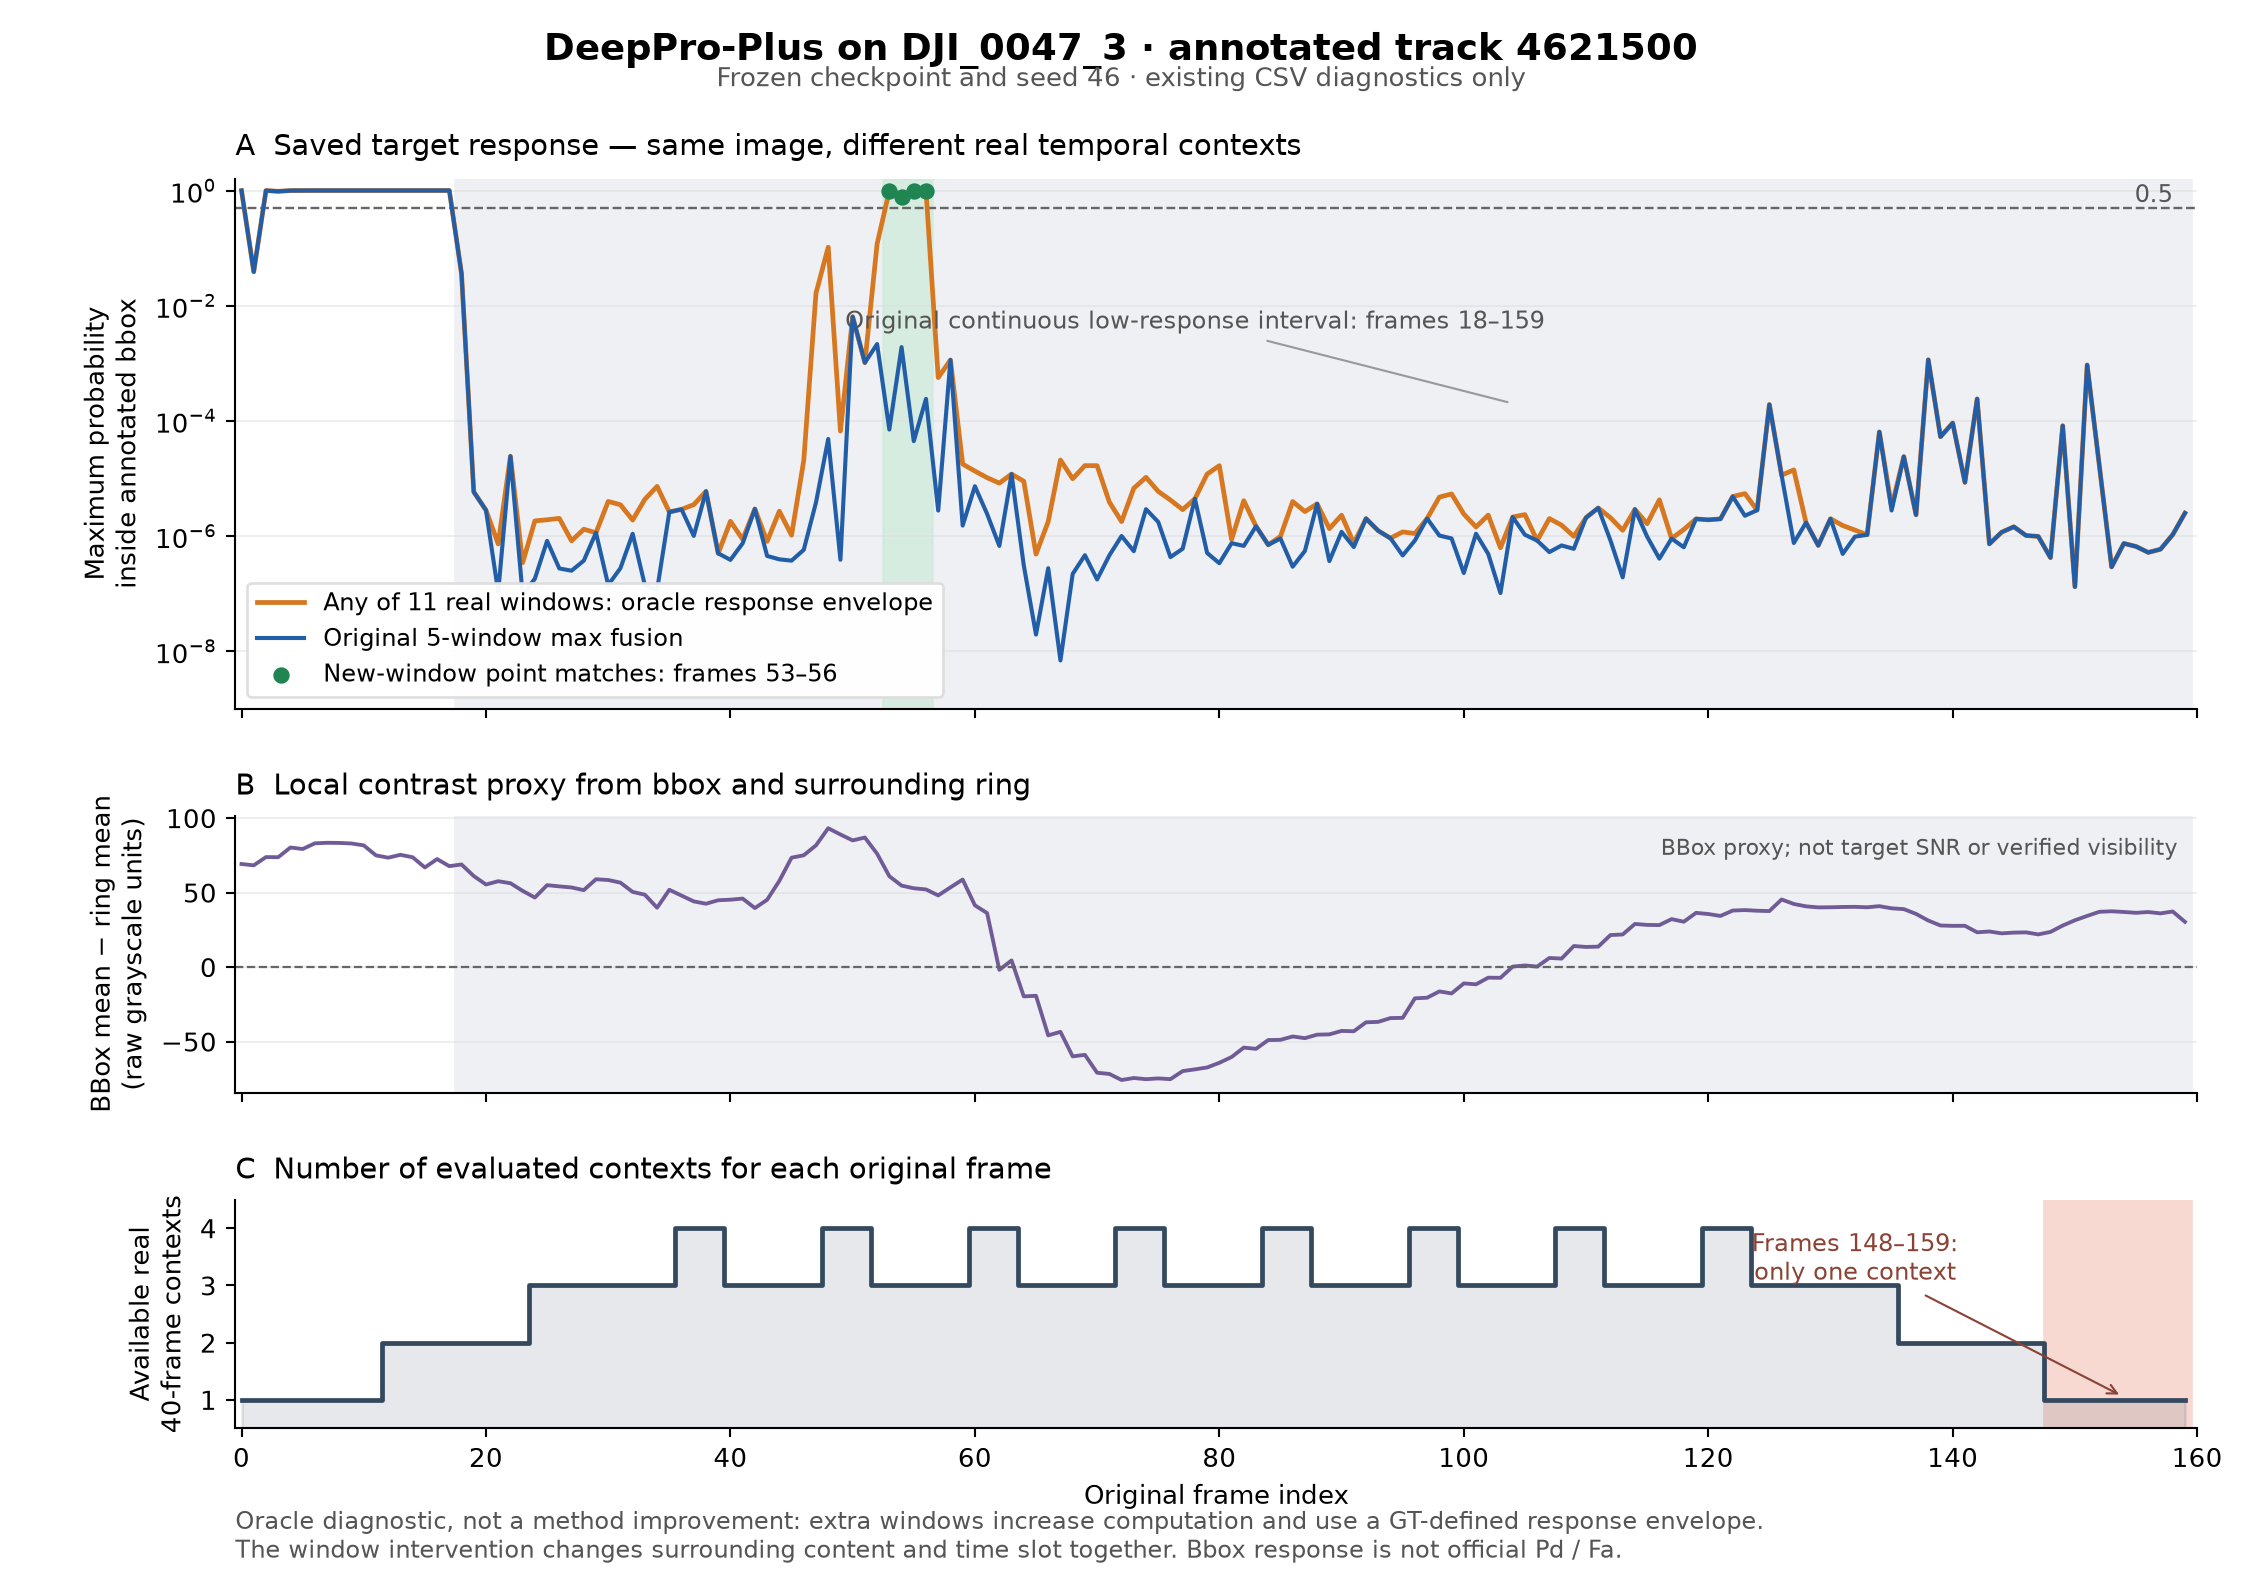 DeepPro-Plus on DJI_0047_3 · annotated track 4621500
Frozen checkpoint and seed 46 · existing CSV diagnostics only
A Saved target response — same image, different real temporal contexts
Maximum probability
inside annotated bbox
10⁰
10⁻²
10⁻⁴
10⁻⁶
10⁻⁸
0.5
Original continuous low-response interval: frames 18–159
Any of 11 real windows: oracle response envelope
Original 5-window max fusion
New-window point matches: frames 53–56
B Local contrast proxy from bbox and surrounding ring
BBox mean − ring mean
(raw grayscale units)
100
50
0
−50
BBox proxy; not target SNR or verified visibility
C Number of evaluated contexts for each original frame
Available real
40-frame contexts
4
3
2
1
Frames 148–159:
only one context
0 20 40 60 80 100 120 140 160
Original frame index
Oracle diagnostic, not a method improvement: extra windows increase computation and use a GT-defined response envelope.
The window intervention changes surrounding content and time slot together. Bbox response is not official Pd / Fa.